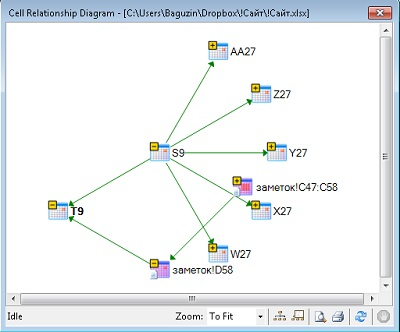 Cell Relationship Diagram - [C:\Users\Baguzin\Dropbox\!Сайт\!Сайт.xlsx]
AA27
Z27
S9
Y27
заметок!C47:C58
T9
X27
W27
заметок!D58
Idle
Zoom: To Fit